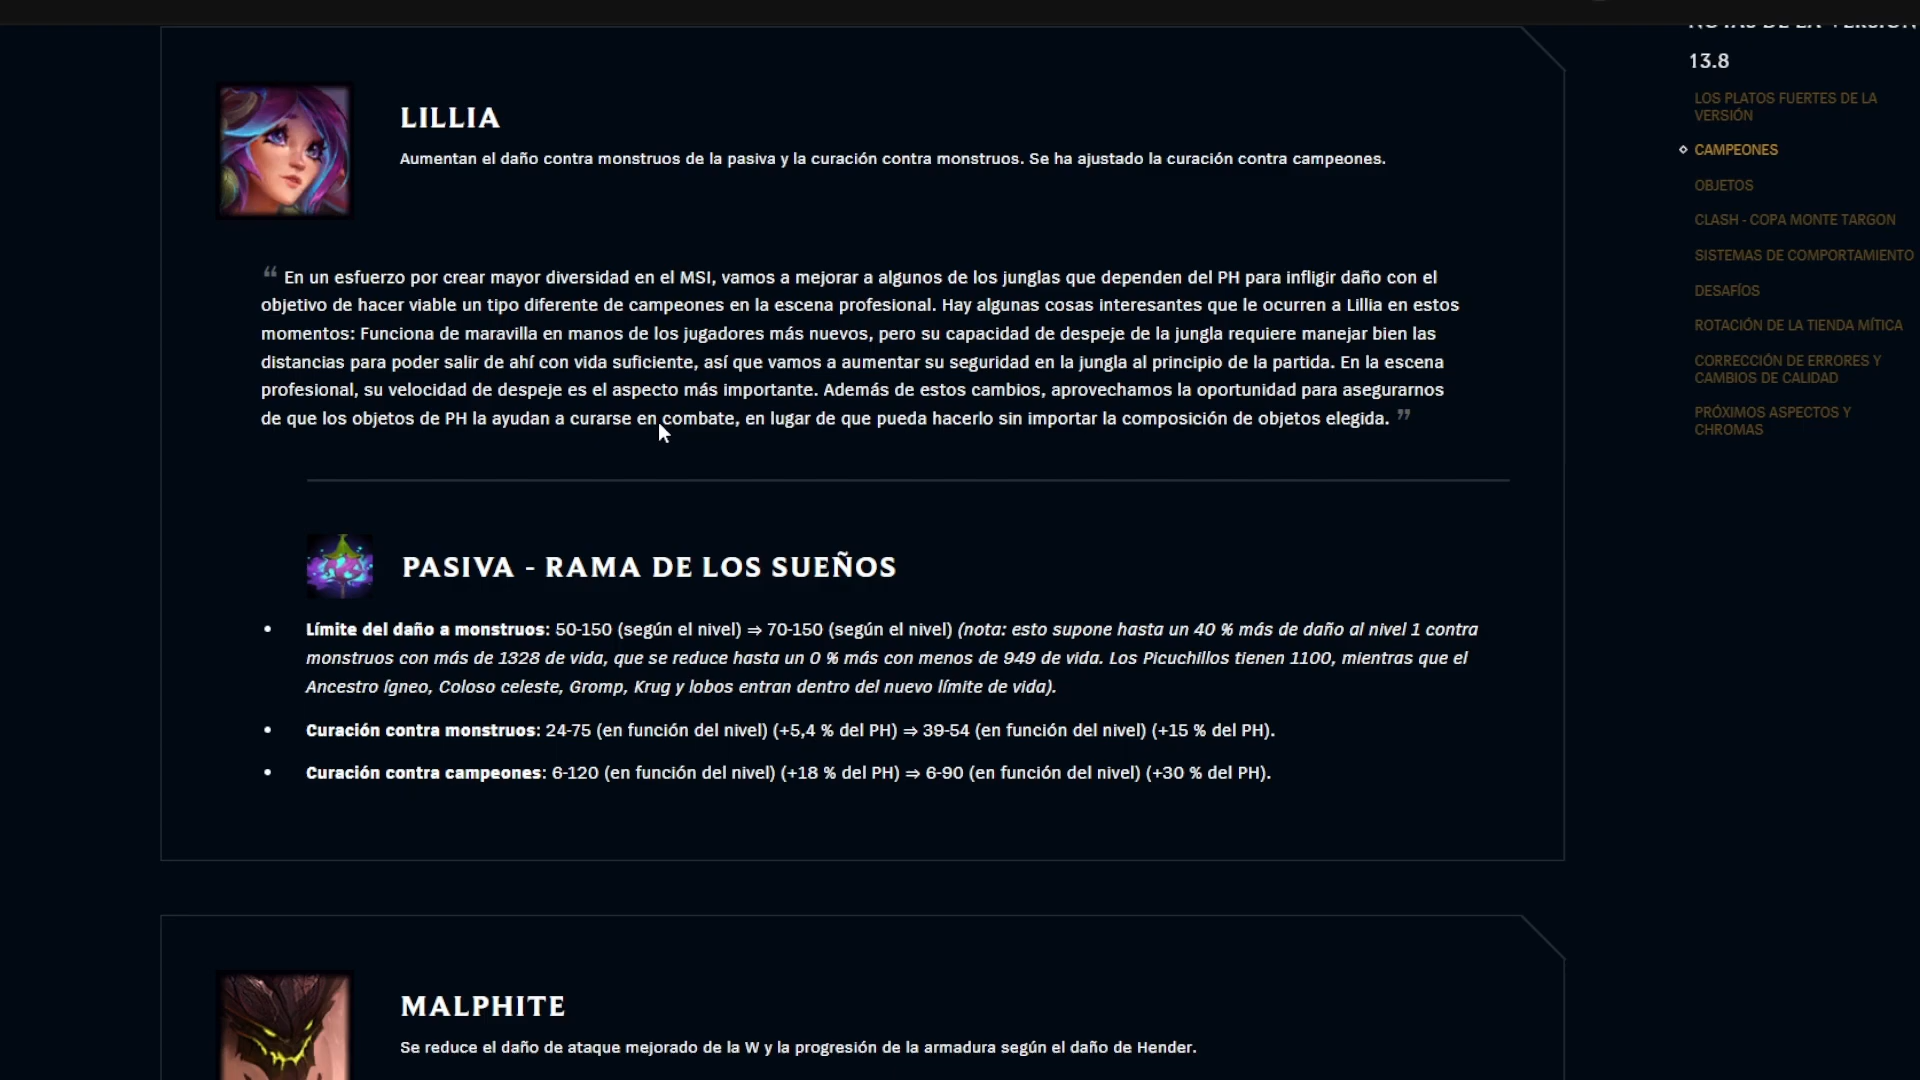 LILLIA
Aumentan el daño contra monstruos de la pasiva y la curación contra monstruos. Se ha ajustado la curación contra campeones.
“ En un esfuerzo por crear mayor diversidad en el MSI, vamos a mejorar a algunos de los junglas que dependen del PH para infligir daño con el
objetivo de hacer viable un tipo diferente de campeones en la escena profesional. Hay algunas cosas interesantes que le ocurren a Lillia en estos
momentos: Funciona de maravilla en manos de los jugadores más nuevos, pero su capacidad de despeje de la jungla requiere manejar bien las
distancias para poder salir de ahí con vida suficiente, así que vamos a aumentar su seguridad en la jungla al principio de la partida. En la escena
profesional, su velocidad de despeje es el aspecto más importante. Además de estos cambios, aprovechamos la oportunidad para asegurarnos
de que los objetos de PH la ayudan a curarse en combate, en lugar de que pueda hacerlo sin importar la composición de objetos elegida. ”
PASIVA - RAMA DE LOS SUEÑOS
• Límite del daño a monstruos: 50-150 (según el nivel) ⇒ 70-150 (según el nivel) (nota: esto supone hasta un 40 % más de daño al nivel 1 contra
monstruos con más de 1328 de vida, que se reduce hasta un 0 % más con menos de 949 de vida. Los Picuchillos tienen 1100, mientras que el
Ancestro ígneo, Coloso celeste, Gromp, Krug y lobos entran dentro del nuevo límite de vida).
• Curación contra monstruos: 24-75 (en función del nivel) (+5,4 % del PH) ⇒ 39-54 (en función del nivel) (+15 % del PH).
• Curación contra campeones: 6-120 (en función del nivel) (+18 % del PH) ⇒ 6-90 (en función del nivel) (+30 % del PH).
MALPHITE
Se reduce el daño de ataque mejorado de la W y la progresión de la armadura según el daño de Hender.
NOTAS DE LA VERSIÓN
13.8
LOS PLATOS FUERTES DE LA
VERSIÓN
CAMPEONES
OBJETOS
CLASH - COPA MONTE TARGON
SISTEMAS DE COMPORTAMIENTO
DESAFÍOS
ROTACIÓN DE LA TIENDA MÍTICA
CORRECCIÓN DE ERRORES Y
CAMBIOS DE CALIDAD
PRÓXIMOS ASPECTOS Y
CHROMAS